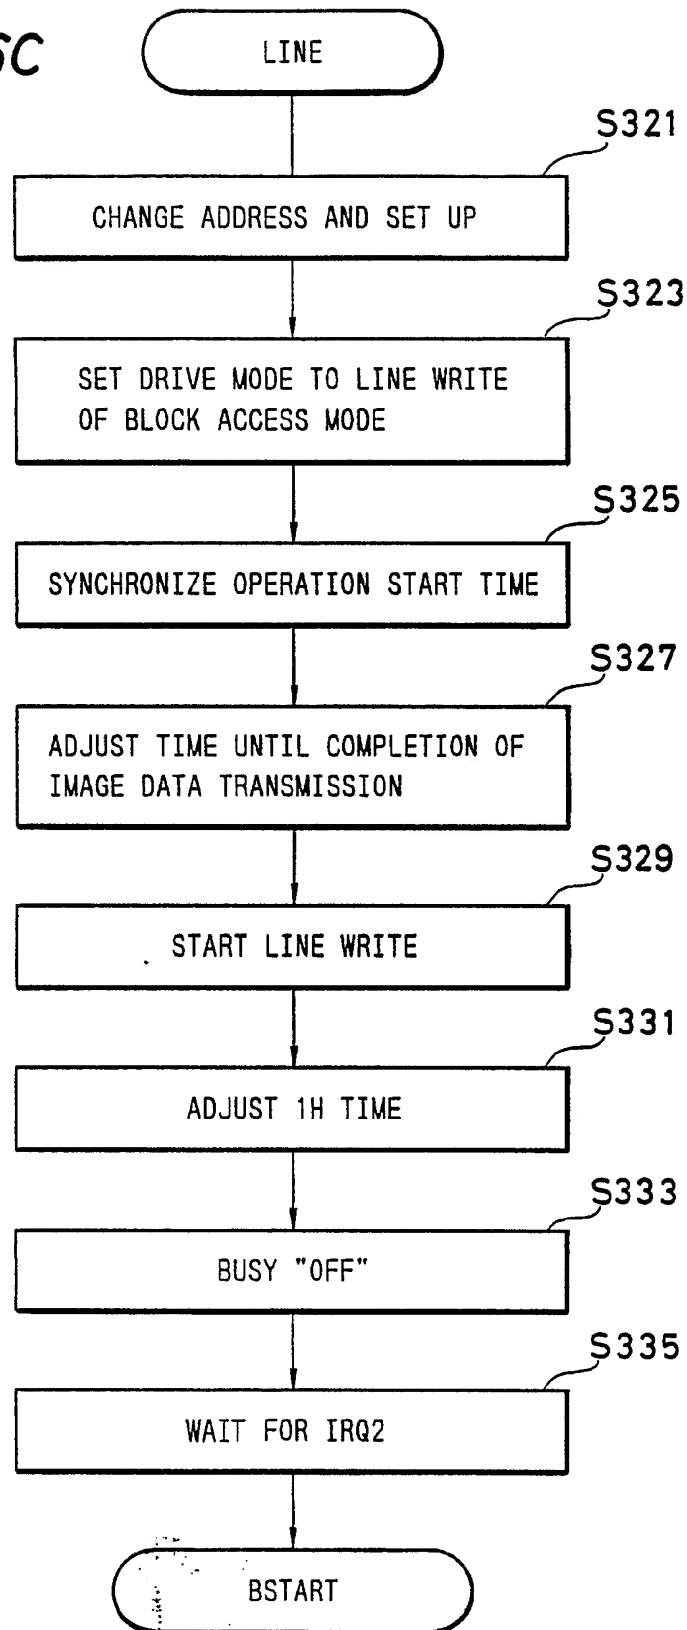 6C
LINE
S321
CHANGE ADDRESS AND SET UP
S323
SET DRIVE MODE TO LINE WRITE
OF BLOCK ACCESS MODE
S325
SYNCHRONIZE OPERATION START TIME
S327
ADJUST TIME UNTIL COMPLETION OF
IMAGE DATA TRANSMISSION
S329
START LINE WRITE
S331
ADJUST 1H TIME
S333
BUSY "OFF"
S335
WAIT FOR IRQ2
BSTART